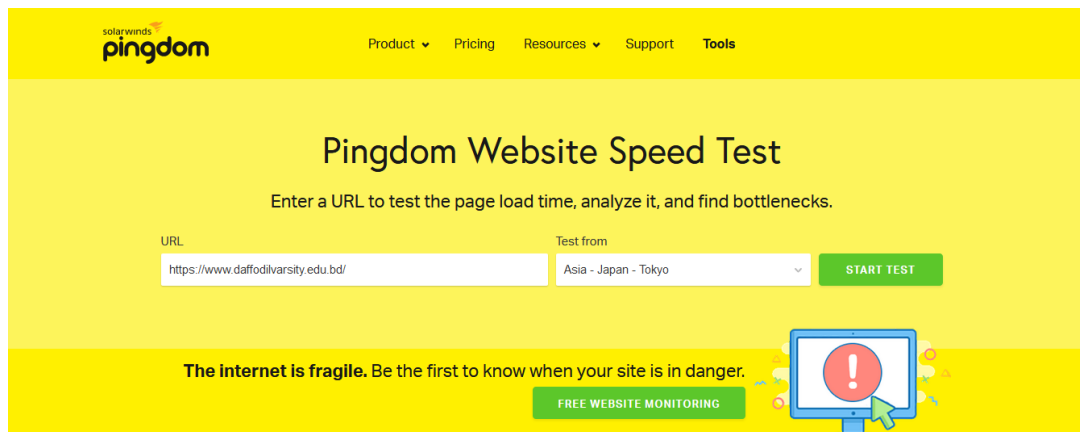 solarwinds
pingdom
Product Pricing Resources Support Tools
Pingdom Website Speed Test
Enter a URL to test the page load time, analyze it, and find bottlenecks.
URL Test from
https://www.daffodilvarsity.edu.bd/ Asia - Japan - Tokyo START TEST
The internet is fragile. Be the first to know when your site is in danger.
FREE WEBSITE MONITORING
!